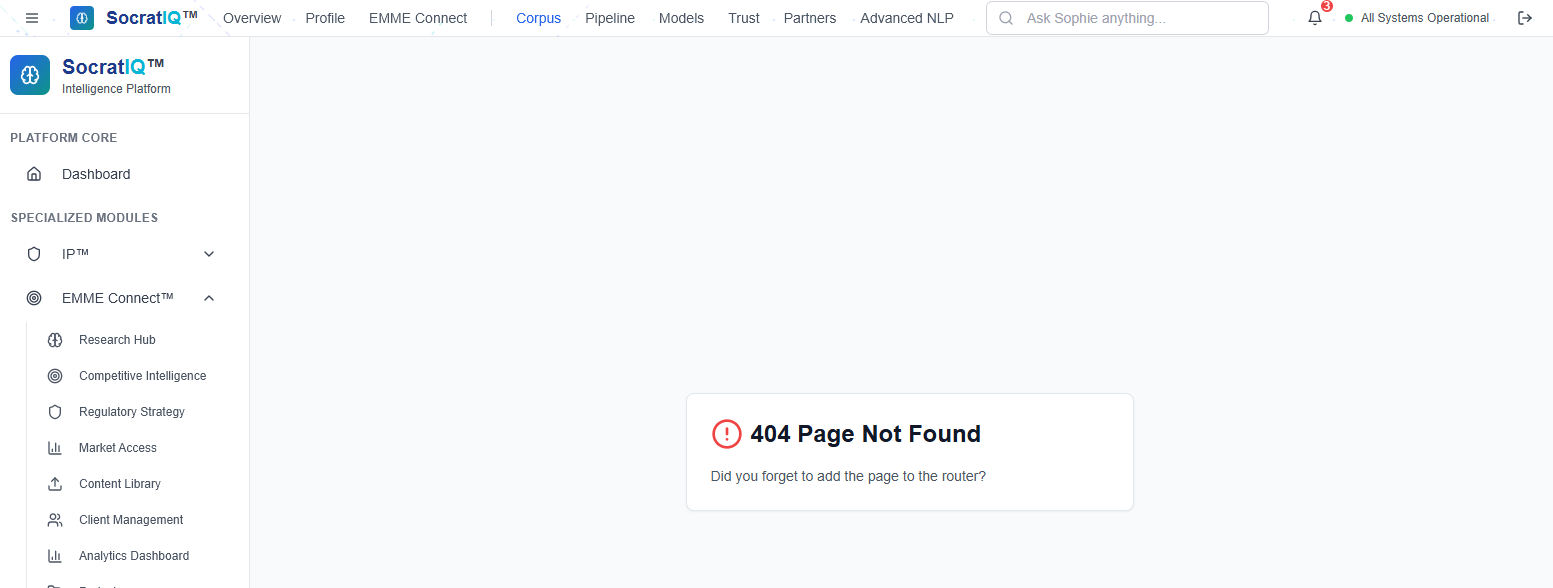 SocratIQ™ Overview Profile EMME Connect Corpus Pipeline Models Trust Partners Advanced NLP Ask Sophie anything... 3 All Systems Operational
SocratIQ™
Intelligence Platform
PLATFORM CORE
Dashboard
SPECIALIZED MODULES
IP™
EMME Connect™
Research Hub
Competitive Intelligence
Regulatory Strategy
Market Access
Content Library
Client Management
Analytics Dashboard
404 Page Not Found
Did you forget to add the page to the router?